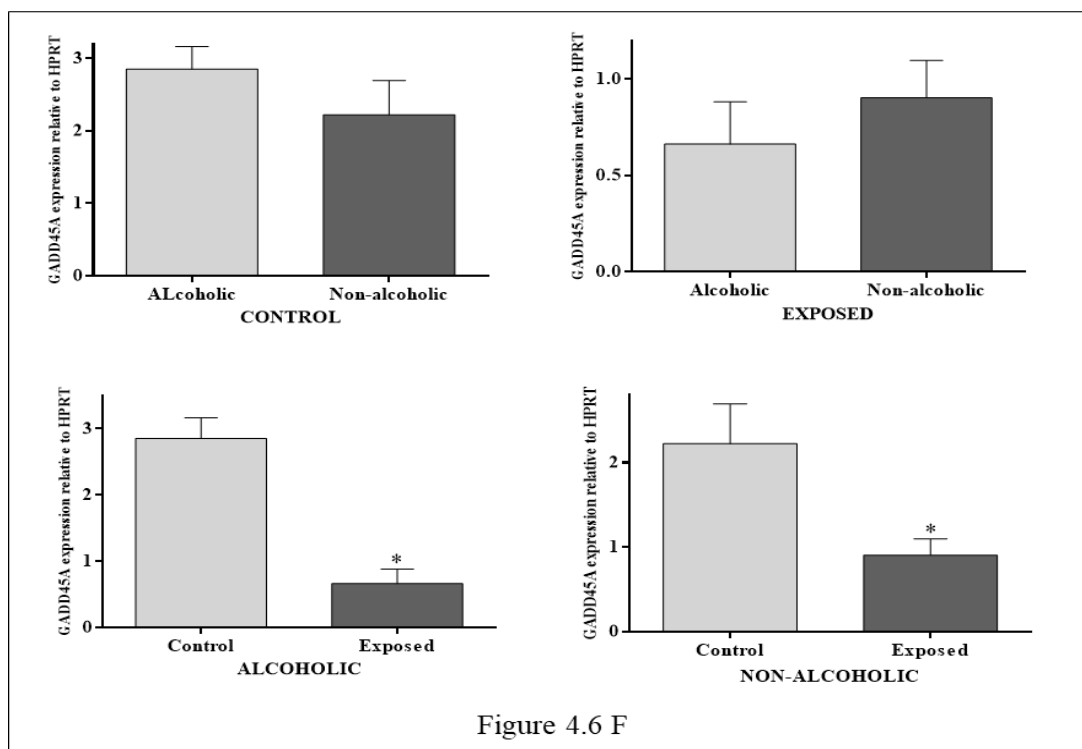 GADD45A expression relative to HPRT
3
2
1
0
ALcoholic Non-alcoholic
CONTROL
GADD45A expression relative to HPRT
1.0
0.5
0.0
Alcoholic Non-alcoholic
EXPOSED
GADD45A expression relative to HPRT
3
2
1
0
*
Control Exposed
ALCOHOLIC
GADD45A expression relative to HPRT
2
1
0
*
Control Exposed
NON-ALCOHOLIC
Figure 4.6 F